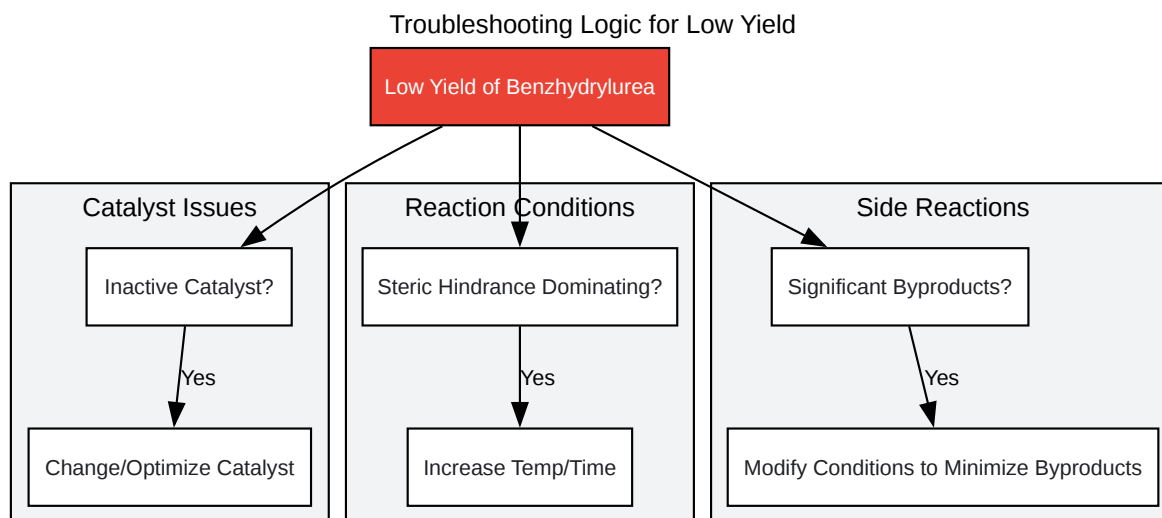 Troubleshooting Logic for Low Yield
Low Yield of Benzhydrylurea
Catalyst Issues
Reaction Conditions
Side Reactions
Inactive Catalyst?
Steric Hindrance Dominating?
Significant Byproducts?
Yes
Yes
Yes
Change/Optimize Catalyst
Increase Temp/Time
Modify Conditions to Minimize Byproducts